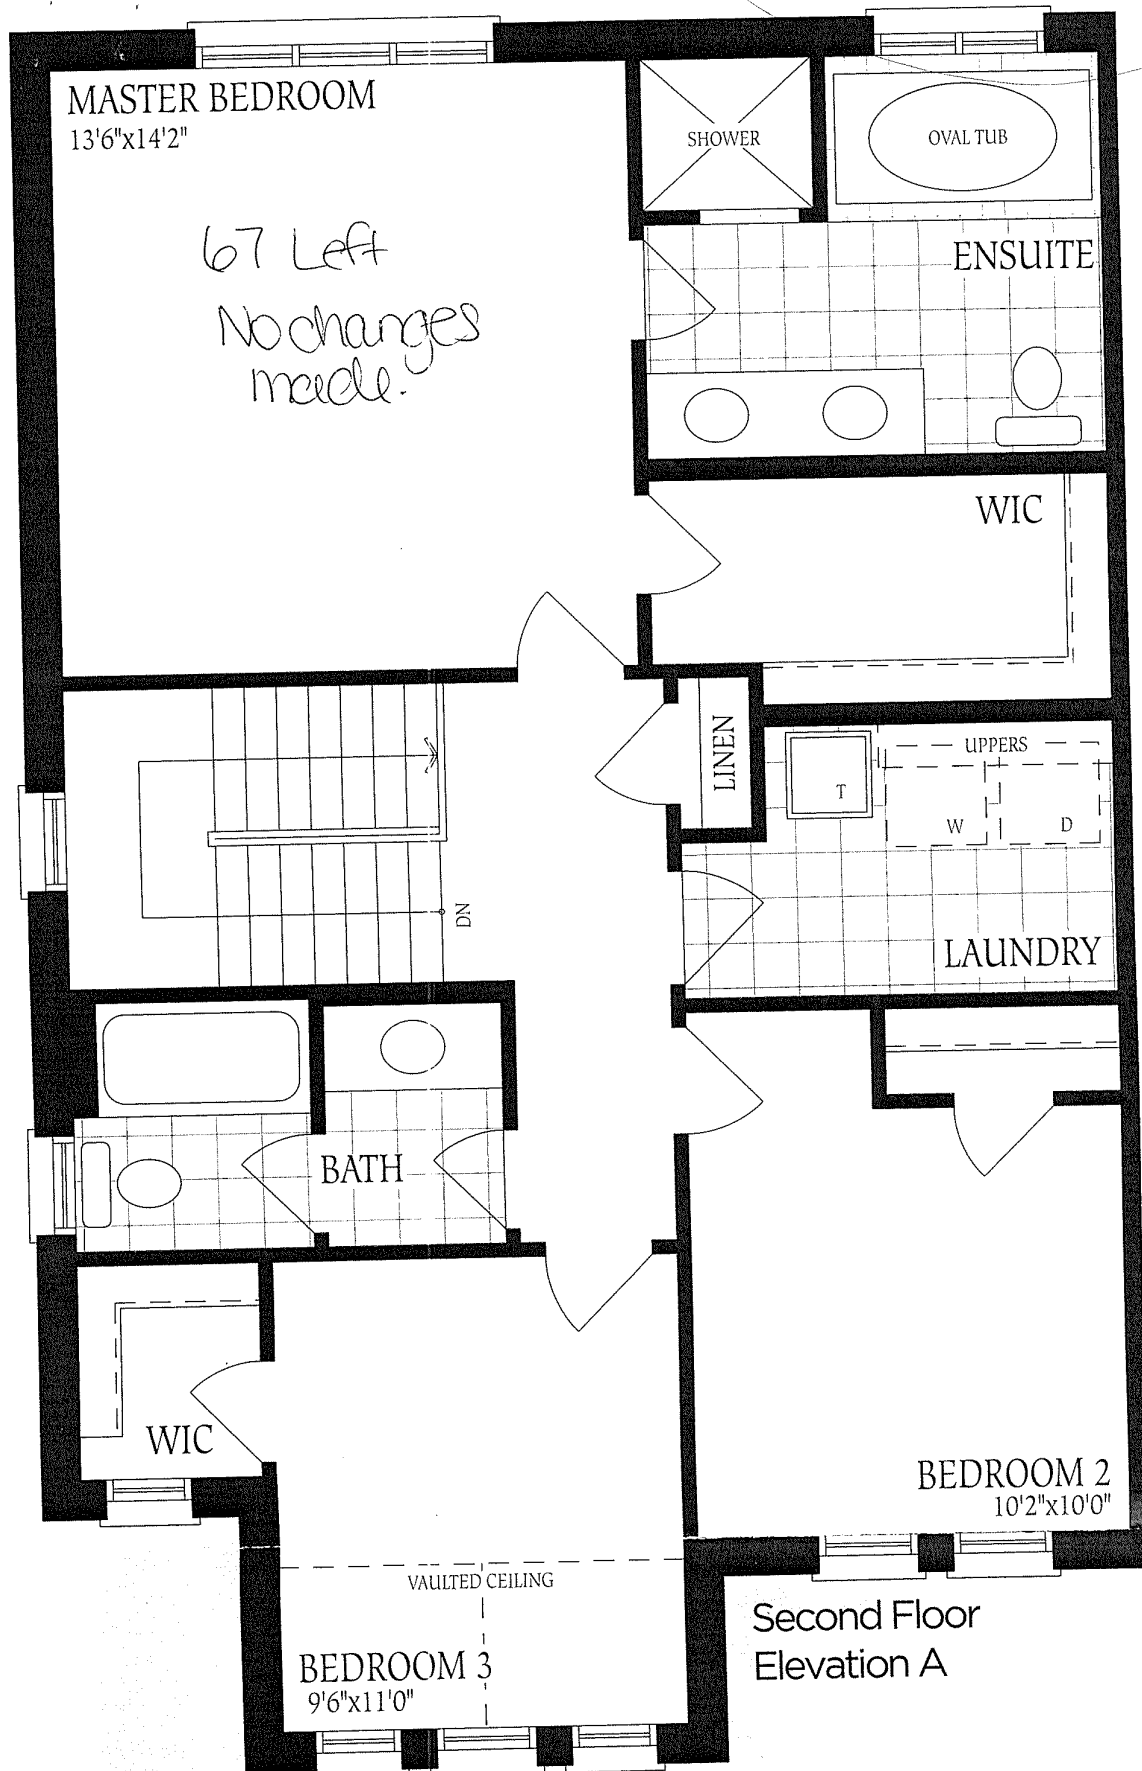 MASTER BEDROOM
13'6"x14'2"
SHOWER
OVAL TUB
67 Left
No changes
made.
ENSUITE
WIC
LINEN
UPPERS
T
W
D
DN
LAUNDRY
BATH
WIC
BEDROOM 2
10'2"x10'0"
VAULTED CEILING
BEDROOM 3
9'6"x11'0"
Second Floor
Elevation A